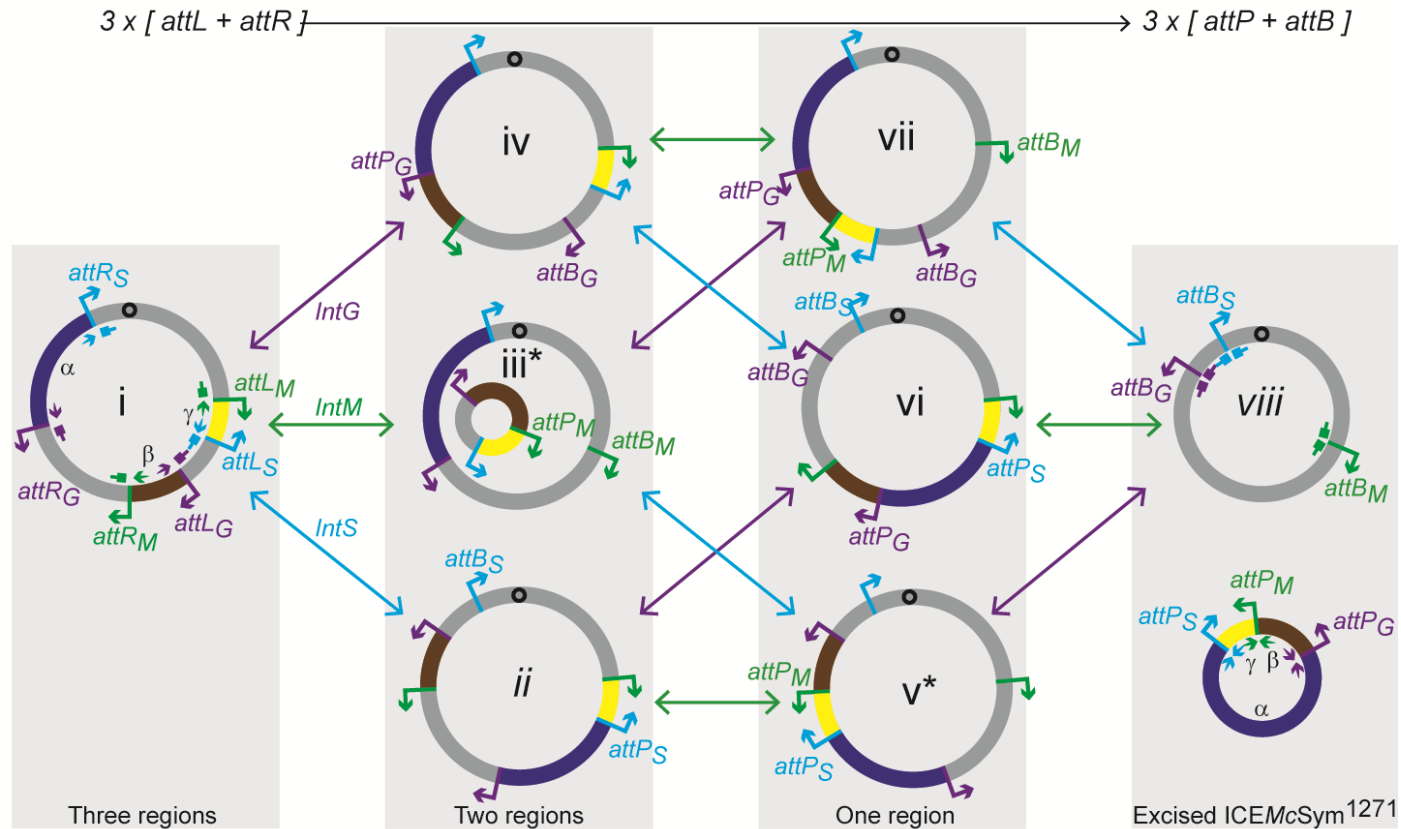 3 x [ attL + attR ]
3 x [ attP + attB ]
iv
attPG
attBG
vii
attBM
attPG
attPM
attBG
attRS
α
i
attLM
γ
attLS
β
attRG
attRM
attLG
IntG
IntM
IntS
iii*
attPM
attBM
attBS
attBG
vi
attPS
attPG
attBS
attBG
viii
attBM
attBS
ii
attPS
attPM
v*
attPS
attPM
attPS
attPG
γ
β
α
Three regions
Two regions
One region
Excised ICEMcSym1271